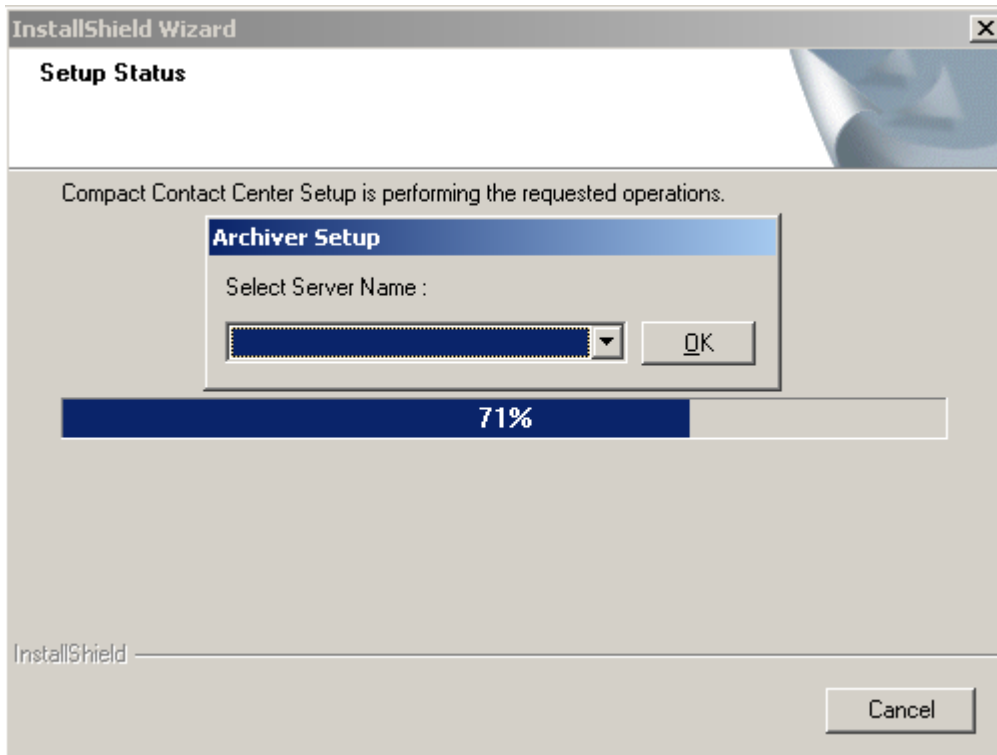 InstallShield Wizard
Setup Status
Compact Contact Center Setup is performing the requested operations.
Archiver Setup
Select Server Name :
OK
71%
InstallShield
Cancel